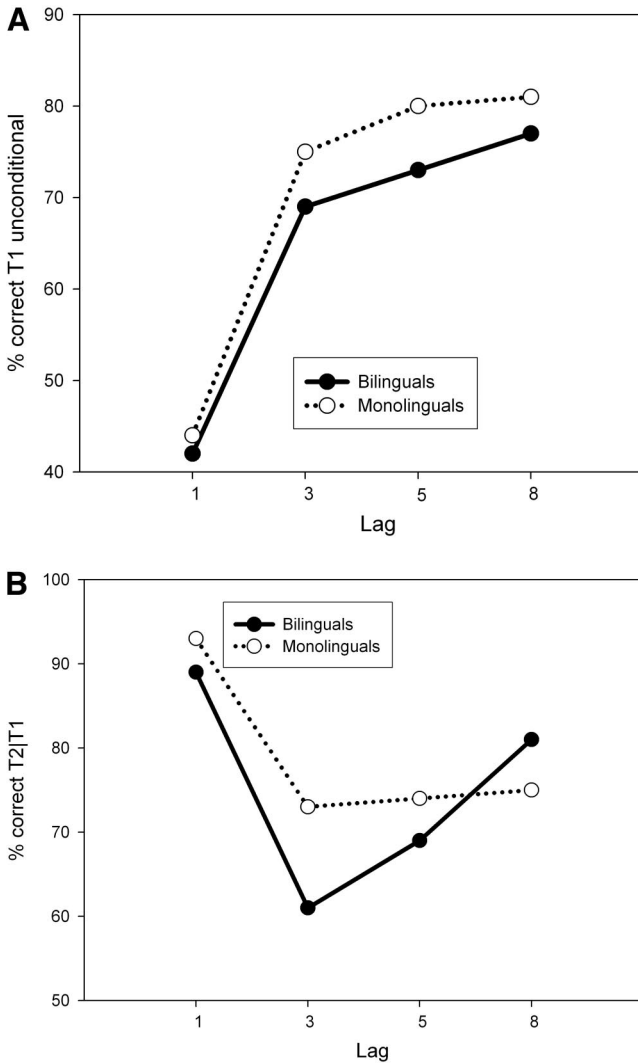 A
90
80
70
60
50
40
% correct T1 unconditional
Bilinguals
Monolinguals
1 3 5 8
Lag
B
100
90
80
70
60
50
% correct T2|T1
Bilinguals
Monolinguals
1 3 5 8
Lag